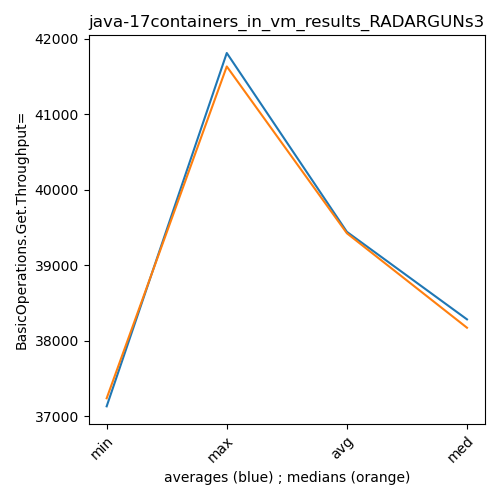 java-17containers_in_vm_results_RADARGUNs3
BasicOperations.Get.Throughput=
42000
41000
40000
39000
38000
37000
min
max
avg
med
averages (blue) ; medians (orange)